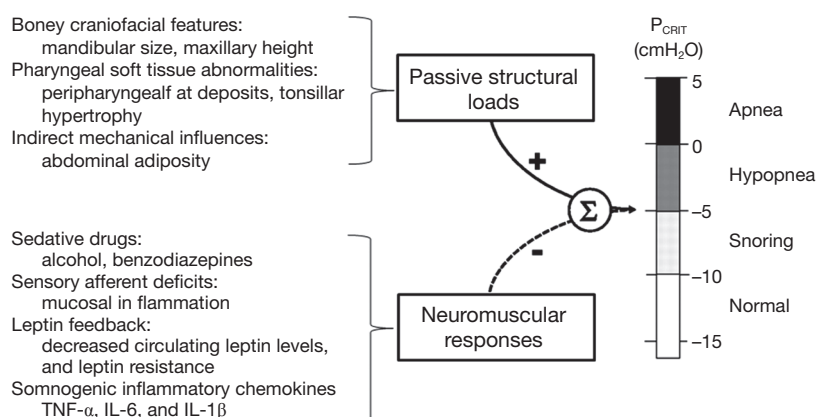 Boney craniofacial features:
mandibular size, maxillary height
Pharyngeal soft tissue abnormalities:
peripharyngealf at deposits, tonsillar
hypertrophy
Indirect mechanical influences:
abdominal adiposity
Passive structural
loads
+
Σ
-
Sedative drugs:
alcohol, benzodiazepines
Sensory afferent deficits:
mucosal in flammation
Leptin feedback:
decreased circulating leptin levels,
and leptin resistance
Somnogenic inflammatory chemokines
TNF-α, IL-6, and IL-1β
Neuromuscular
responses
P_CRIT
(cmH₂O)
5
Apnea
0
Hypopnea
−5
Snoring
−10
Normal
−15